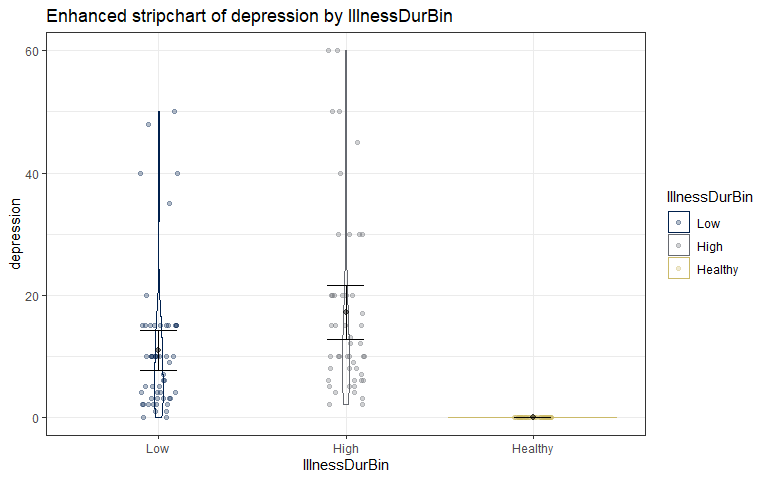 Enhanced stripchart of depression by IllnessDurBin
60
40
20
0
depression
Low
High
Healthy
IllnessDurBin
IllnessDurBin
Low
High
Healthy